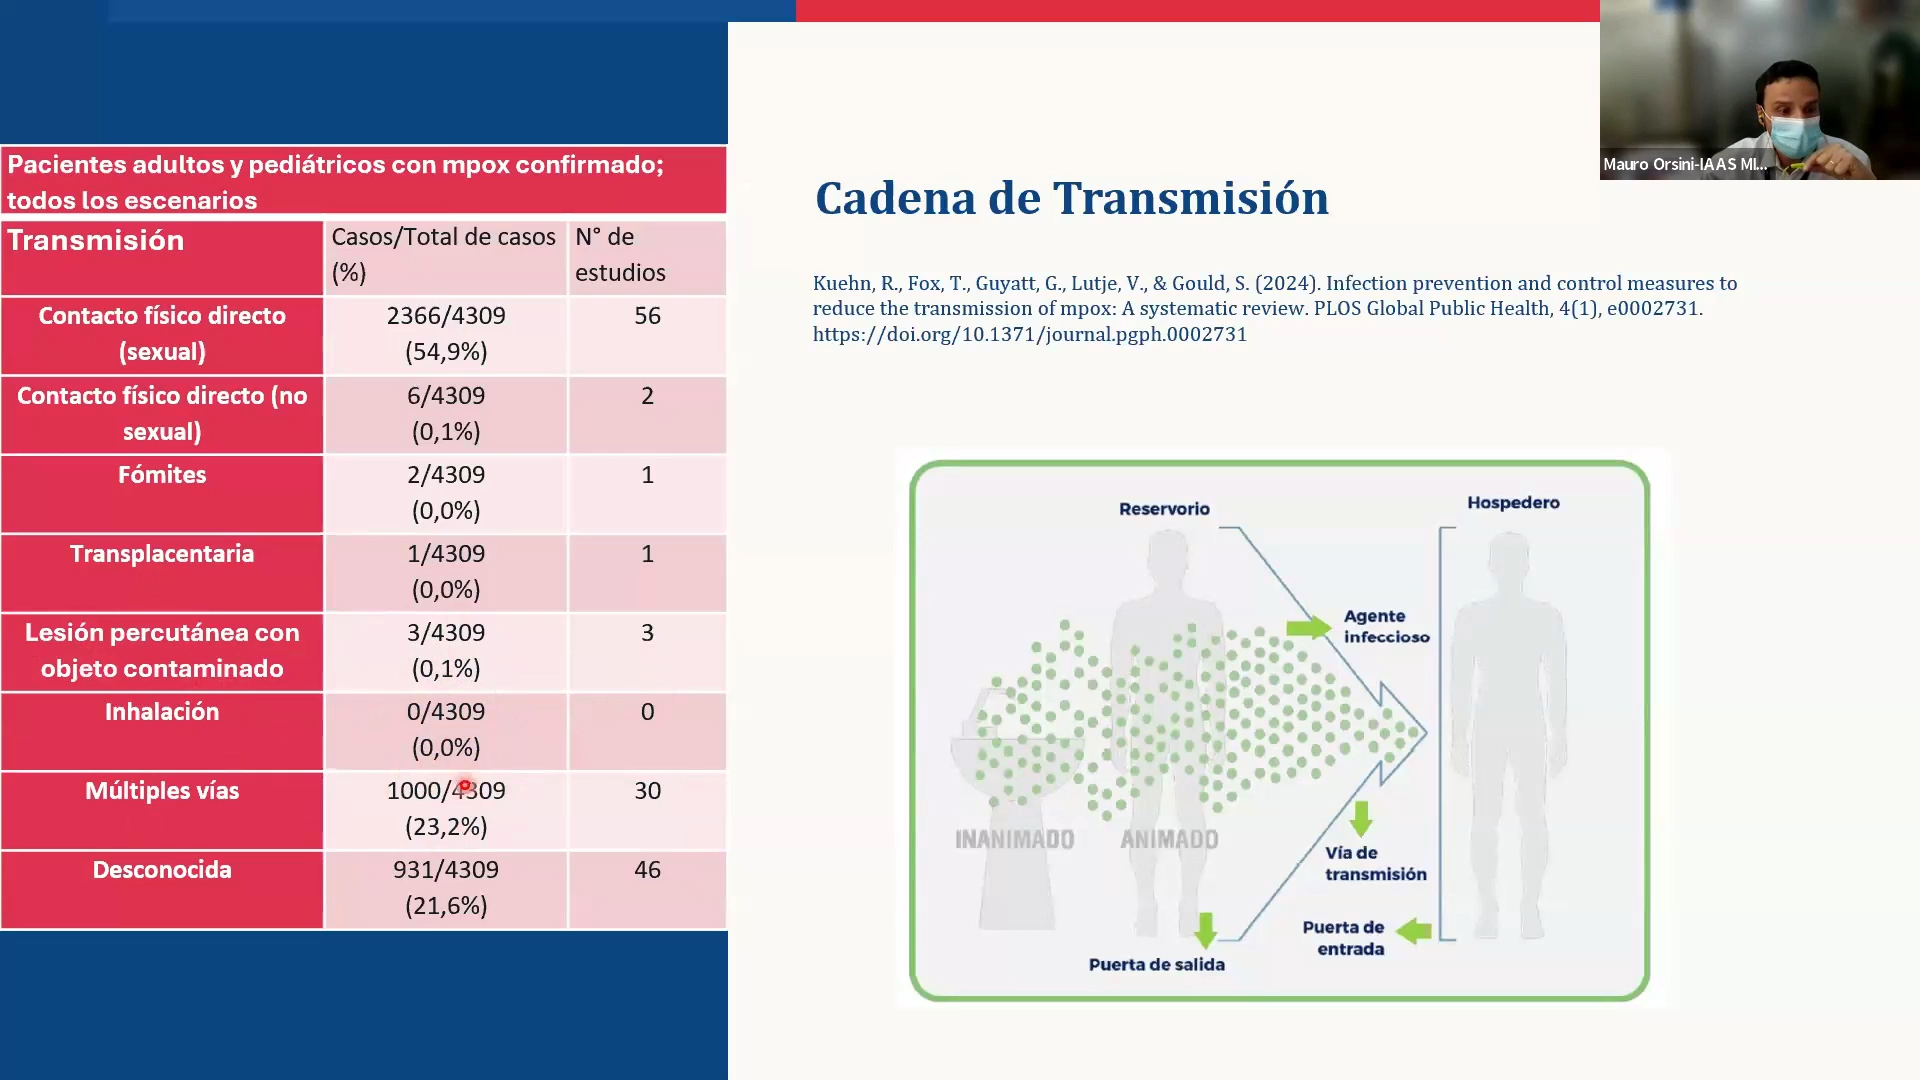 Pacientes adultos y pediátricos con mpox confirmado;
todos los escenarios
Transmisión
Casos/Total de casos
(%)
N° de
estudios
Contacto físico directo
(sexual)
2366/4309
(54,9%)
56
Contacto físico directo (no
sexual)
6/4309
(0,1%)
2
Fómites
2/4309
(0,0%)
1
Transplacentaria
1/4309
(0,0%)
1
Lesión percutánea con
objeto contaminado
3/4309
(0,1%)
3
Inhalación
0/4309
(0,0%)
0
Múltiples vías
1000/4309
(23,2%)
30
Desconocida
931/4309
(21,6%)
46
Mauro Orsini-IAAS MI...
Cadena de Transmisión
Kuehn, R., Fox, T., Guyatt, G., Lutje, V., & Gould, S. (2024). Infection prevention and control measures to
reduce the transmission of mpox: A systematic review. PLOS Global Public Health, 4(1), e0002731.
https://doi.org/10.1371/journal.pgph.0002731
Reservorio
Hospedero
Agente
infeccioso
INANIMADO
ANIMADO
Vía de
transmisión
Puerta de
entrada
Puerta de salida